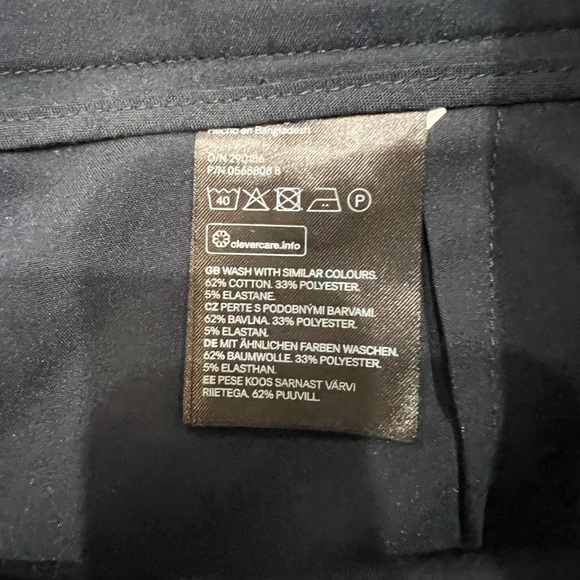 Hecho en Bangladesh
O/N 290186
P/N 0568808 8
40 P
clevercare.info
GB WASH WITH SIMILAR COLOURS.
62% COTTON. 33% POLYESTER.
5% ELASTANE.
CZ PERTE S PODOBNÝMI BARVAMI.
62% BAVLNA. 33% POLYESTER.
5% ELASTAN.
DE MIT ÄHNLICHEN FARBEN WASCHEN.
62% BAUMWOLLE. 33% POLYESTER.
5% ELASTHAN.
EE PESE KOOS SARNAST VÄRVI
RIIETEGA. 62% PUUVILL.